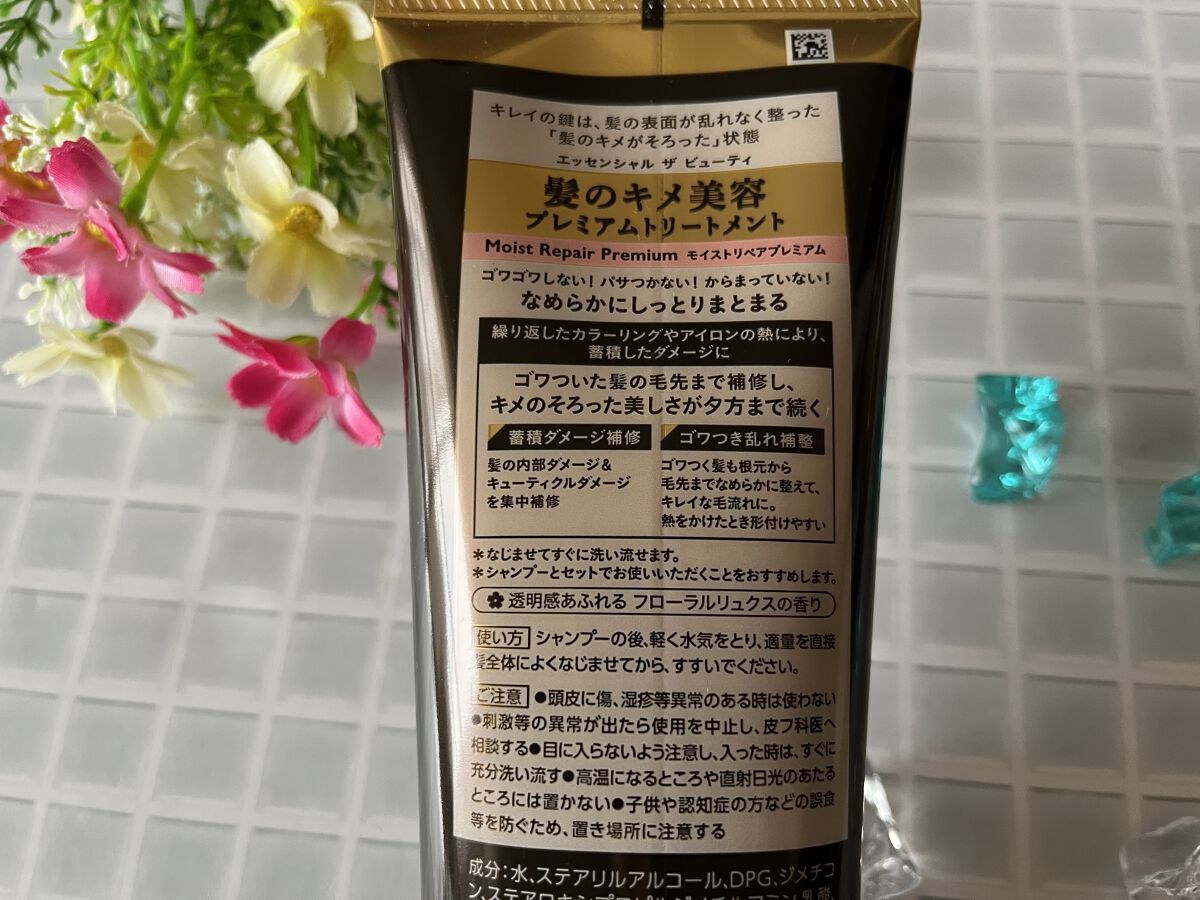 キレイの鍵は、髪の表面が乱れなく整った
「髪のキメがそろった」状態
エッセンシャル ザ ビューティ
髪のキメ美容
プレミアムトリートメント
Moist Repair Premium モイストリペアプレミアム
ゴワゴワしない！パサつかない！からまっていない！
なめらかにしっとりまとまる
繰り返したカラーリングやアイロンの熱により、
蓄積したダメージに
ゴワついた髪の毛先まで補修し、
キメのそろった美しさが夕方まで続く
蓄積ダメージ補修
髪の内部ダメージ＆
キューティクルダメージ
を集中補修
ゴワつき乱れ補整
ゴワつく髪も根元から
毛先までなめらかに整えて、
キレイな毛流れに。
熱をかけたとき形付けやすい
＊なじませてすぐに洗い流せます。
＊シャンプーとセットでお使いいただくことをおすすめします。
透明感あふれる フローラルリュクスの香り
使い方 シャンプーの後、軽く水気をとり、適量を直接
髪全体によくなじませてから、すすいでください。
ご注意 ●頭皮に傷、湿疹等異常のある時は使わない
●刺激等の異常が出たら使用を中止し、皮フ科医へ
相談する●目に入らないよう注意し、入った時は、すぐに
充分洗い流す●高温になるところや直射日光のあたる
ところには置かない●子供や認知症の方などの誤食
等を防ぐため、置き場所に注意する
成分：水、ステアリルアルコール、DPG、ジメチコ
ン、ステアロキシプロピルジメチルアミン、乳酸、